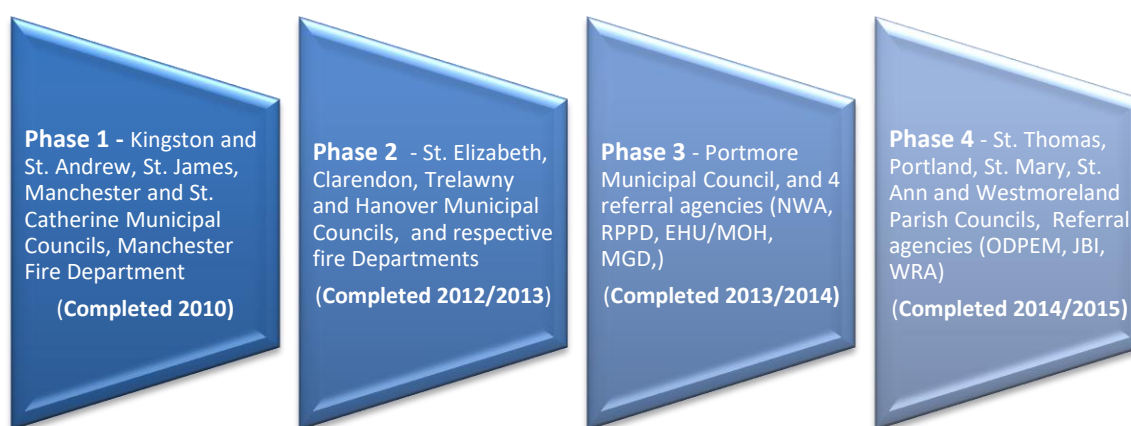 Phase 1 - Kingston and
St. Andrew, St. James,
Manchester and St.
Catherine Municipal
Councils, Manchester
Fire Department
(Completed 2010)
Phase 2 - St. Elizabeth,
Clarendon, Trelawny
and Hanover Municipal
Councils, and respective
fire Departments
(Completed 2012/2013)
Phase 3 - Portmore
Municipal Council, and 4
referral agencies (NWA,
RPPD, EHU/MOH,
MGD,)
(Completed 2013/2014)
Phase 4 - St. Thomas,
Portland, St. Mary, St.
Ann and Westmoreland
Parish Councils, Referral
agencies (ODPEM, JBI,
WRA)
(Completed 2014/2015)